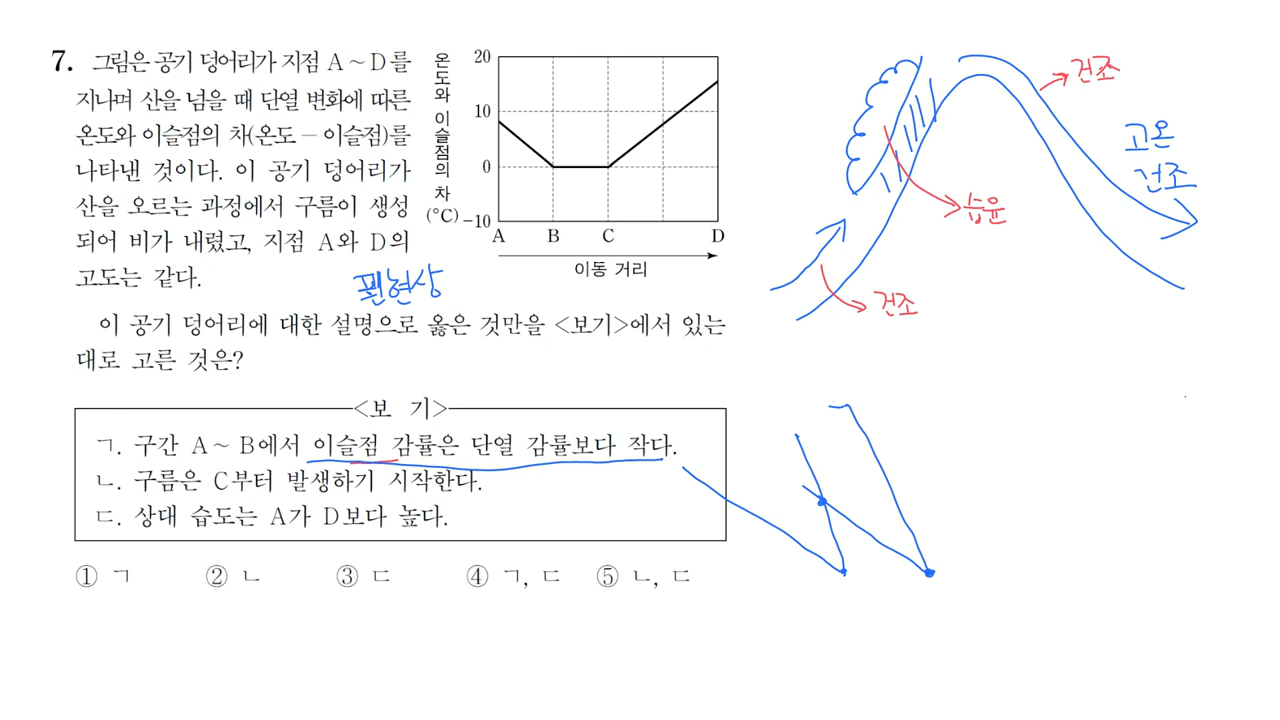 7. 그림은 공기 덩어리가 지점 A～D를
지나며 산을 넘을 때 단열 변화에 따른
온도와 이슬점의 차(온도－이슬점)를
나타낸 것이다. 이 공기 덩어리가
산을 오르는 과정에서 구름이 생성
되어 비가 내렸고, 지점 A와 D의
고도는 같다.
푄현상
온도와 이슬점의 차
(℃)
20
10
0
-10
A B C D
이동 거리
이 공기 덩어리에 대한 설명으로 옳은 것만을 <보기>에서 있는
대로 고른 것은?
<보 기>
ㄱ. 구간 A～B에서 이슬점 감률은 단열 감률보다 작다.
ㄴ. 구름은 C부터 발생하기 시작한다.
ㄷ. 상대 습도는 A가 D보다 높다.
① ㄱ ② ㄴ ③ ㄷ ④ ㄱ, ㄷ ⑤ ㄴ, ㄷ
건조
고온
건조
습윤
건조